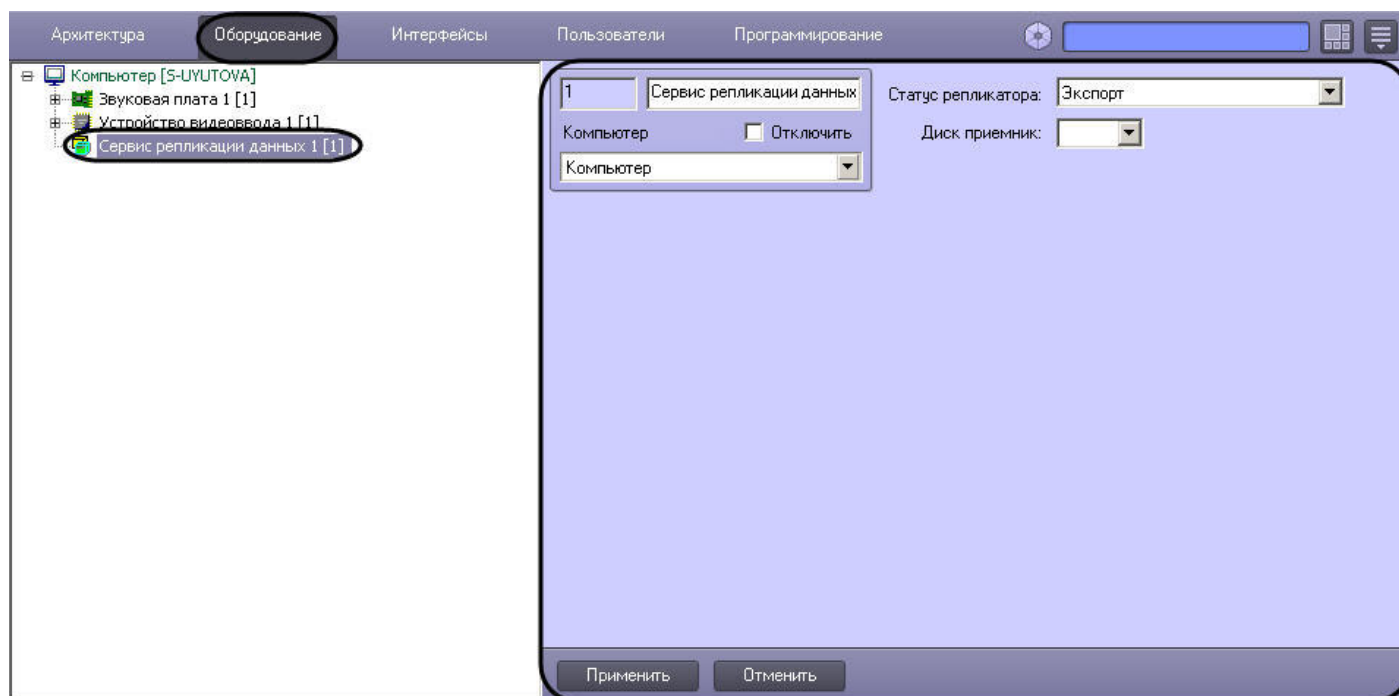 Архитектура Оборудование Интерфейсы Пользователи Программирование
Компьютер [S-UYUTOVA]
Звуковая плата 1 [1]
Устройство видеоввода 1 [1]
Сервис репликации данных 1 [1]
1 Сервис репликации данных Статус репликатора: Экспорт
Компьютер Отключить Диск приемник:
Компьютер
Применить Отменить